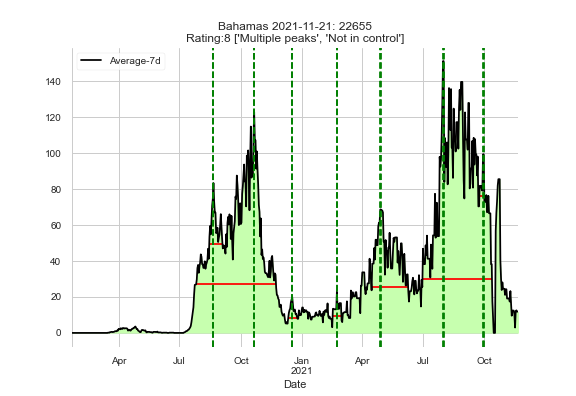 Bahamas 2021-11-21: 22655
Rating:8 ['Multiple peaks', 'Not in control']
Average-7d
140
120
100
80
60
40
20
0
Apr Jul Oct Jan Apr Jul Oct
2021
Date